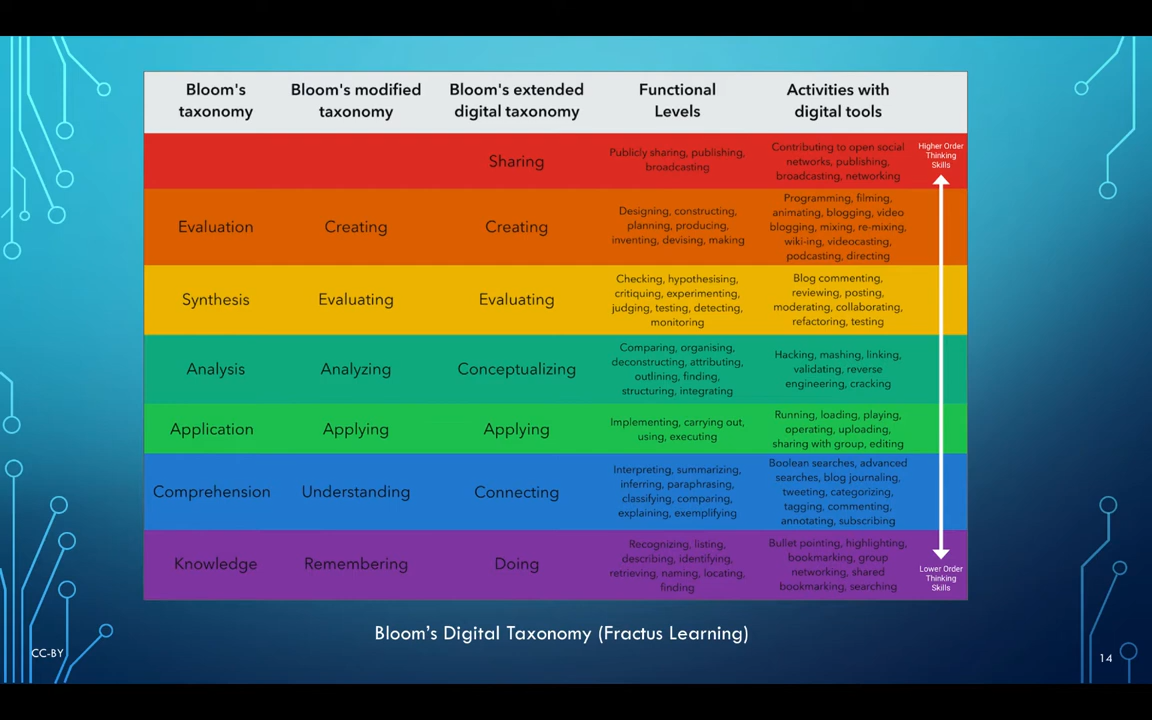 Bloom's taxonomy
Bloom's modified taxonomy
Bloom's extended digital taxonomy
Functional Levels
Activities with digital tools
Sharing
Publicly sharing, publishing,
broadcasting
Contributing to open social
networks, publishing,
broadcasting, networking
Higher Order
Thinking
Skills
Evaluation
Creating
Creating
Designing, constructing,
planning, producing,
inventing, devising, making
Programming, filming,
animating, blogging, video
blogging, mixing, re-mixing,
wiki-ing, videocasting,
podcasting, directing
Synthesis
Evaluating
Evaluating
Checking, hypothesising,
critiquing, experimenting,
judging, testing, detecting,
monitoring
Blog commenting,
reviewing, posting,
moderating, collaborating,
refactoring, testing
Analysis
Analyzing
Conceptualizing
Comparing, organising,
deconstructing, attributing,
outlining, finding,
structuring, integrating
Hacking, mashing, linking,
validating, reverse
engineering, cracking
Application
Applying
Applying
Implementing, carrying out,
using, executing
Running, loading, playing,
operating, uploading,
sharing with group, editing
Comprehension
Understanding
Connecting
Interpreting, summarizing,
inferring, paraphrasing,
classifying, comparing,
explaining, exemplifying
Boolean searches, advanced
searches, blog journaling,
tweeting, categorizing,
tagging, commenting,
annotating, subscribing
Knowledge
Remembering
Doing
Recognizing, listing,
describing, identifying,
retrieving, naming, locating,
finding
Bullet pointing, highlighting,
bookmarking, group
networking, shared
bookmarking, searching
Lower Order
Thinking
Skills
Bloom’s Digital Taxonomy (Fractus Learning)
CC-BY
14